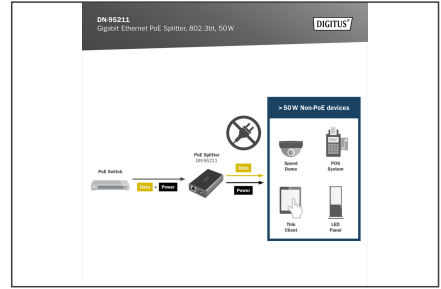 DN-95211
Gigabit Ethernet PoE Splitter, 802.3bt, 50 W
DIGITUS®
> 50 W Non-PoE devices
PoE Splitter
DN-95211
PoE Switch
Data + Power
Data
Power
Speed
Dome
POS
System
Thin
Client
LED
Panel